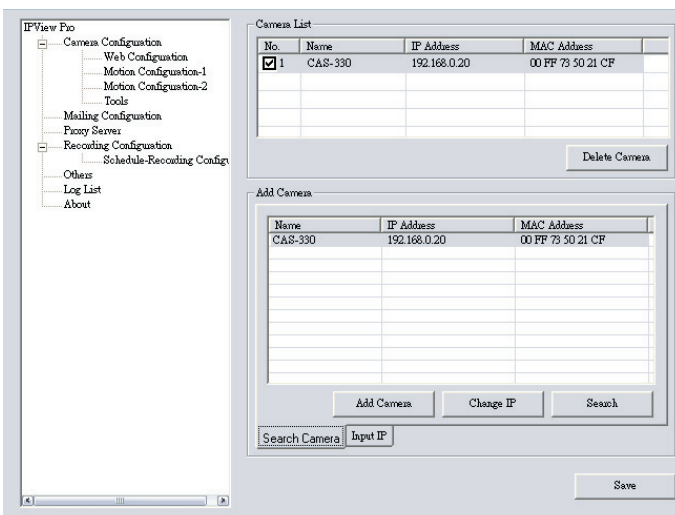 IPView Pro
Camera Configuration
Web Configuration
Motion Configuration-1
Motion Configuration-2
Tools
Mailing Configuration
Proxy Server
Recording Configuration
Schedule-Recording Configu
Others
Log List
About
Camera List
No. Name IP Address MAC Address
1 CAS-330 192.168.0.20 00 FF 73 50 21 CF
Delete Camera
Add Camera
Name IP Address MAC Address
CAS-330 192.168.0.20 00 FF 73 50 21 CF
Add Camera Change IP Search
Search Camera Input IP
Save